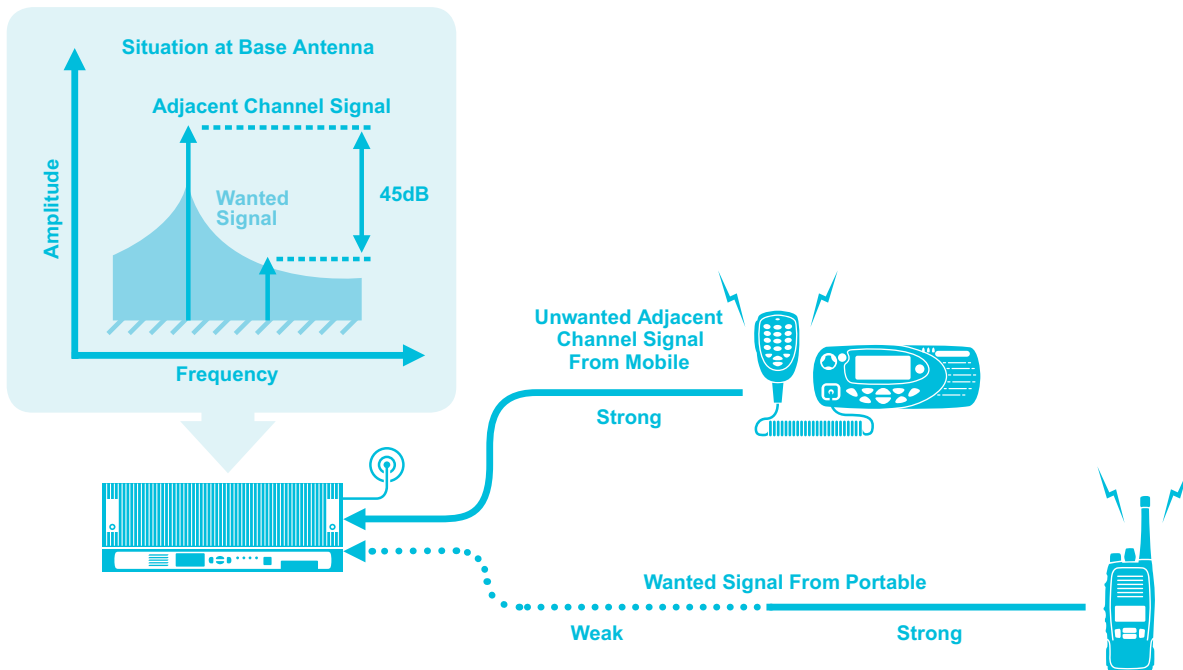 Situation at Base Antenna
Adjacent Channel Signal
Amplitude
Wanted
Signal
45dB
Frequency
Unwanted Adjacent
Channel Signal
From Mobile
Strong
Wanted Signal From Portable
Weak
Strong